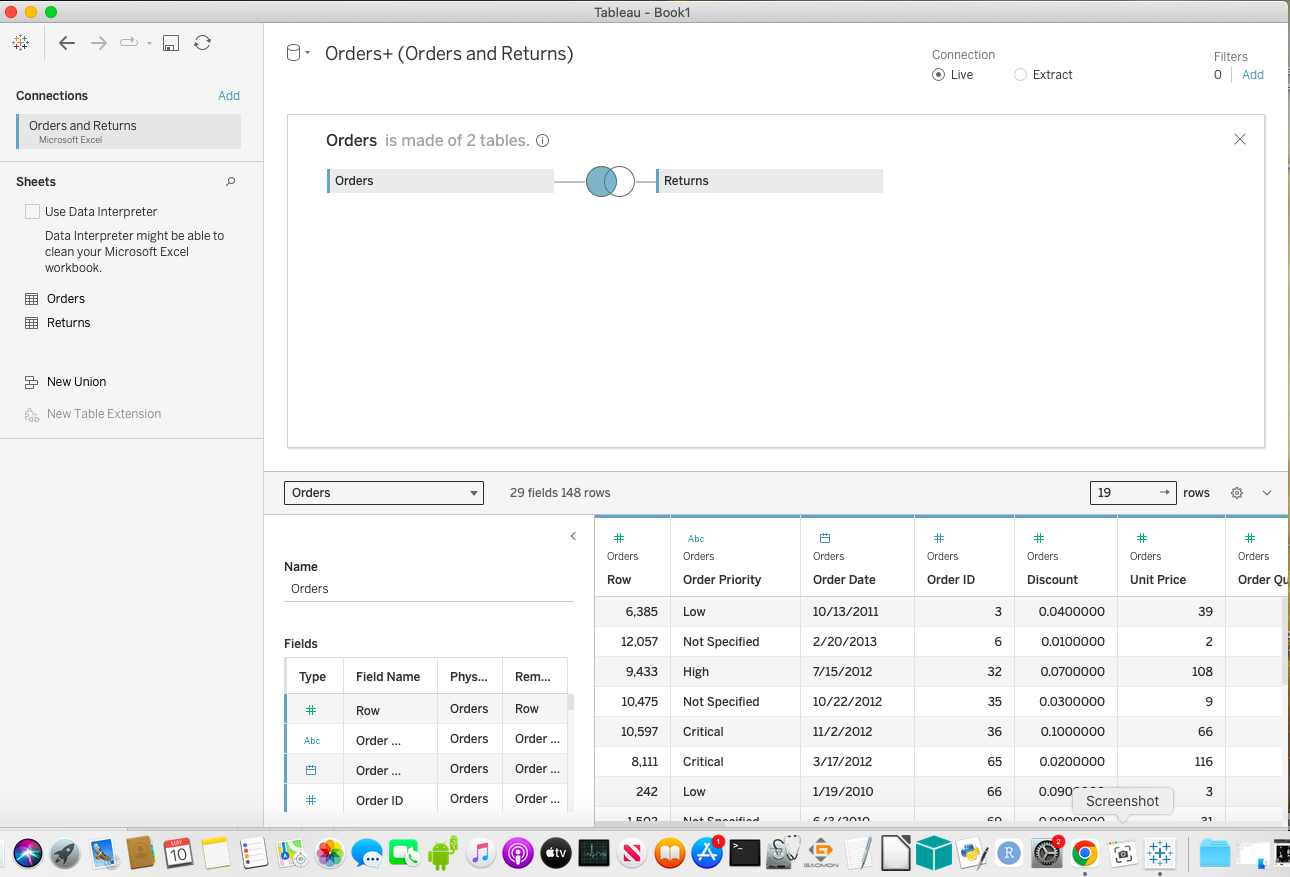 Tableau - Book1
Connections Add
Orders and Returns
Microsoft Excel
Sheets
Use Data Interpreter
Data Interpreter might be able to
clean your Microsoft Excel
workbook.
Orders
Returns
New Union
New Table Extension
Orders+ (Orders and Returns)
Connection
Live Extract
Filters
0 Add
Orders is made of 2 tables.
Orders Returns
Orders 29 fields 148 rows 19 rows
Name
Orders
Fields
Type Field Name Phys... Rem...
Row Orders Row
Abc Order ... Orders Order ...
Order ... Orders Order ...
Order ID Orders Order ...
# Abc # # # #
Orders Orders Orders Orders Orders Orders Orders
Row Order Priority Order Date Order ID Discount Unit Price Order Qu
6,385 Low 10/13/2011 3 0.0400000 39
12,057 Not Specified 2/20/2013 6 0.0100000 2
9,433 High 7/15/2012 32 0.0700000 108
10,475 Not Specified 10/22/2012 35 0.0300000 9
10,597 Critical 11/2/2012 36 0.1000000 66
8,111 Critical 3/17/2012 65 0.0200000 116
242 Low 1/19/2010 66 3
Screenshot
MAY
10
tv
1
GADMON
R
2